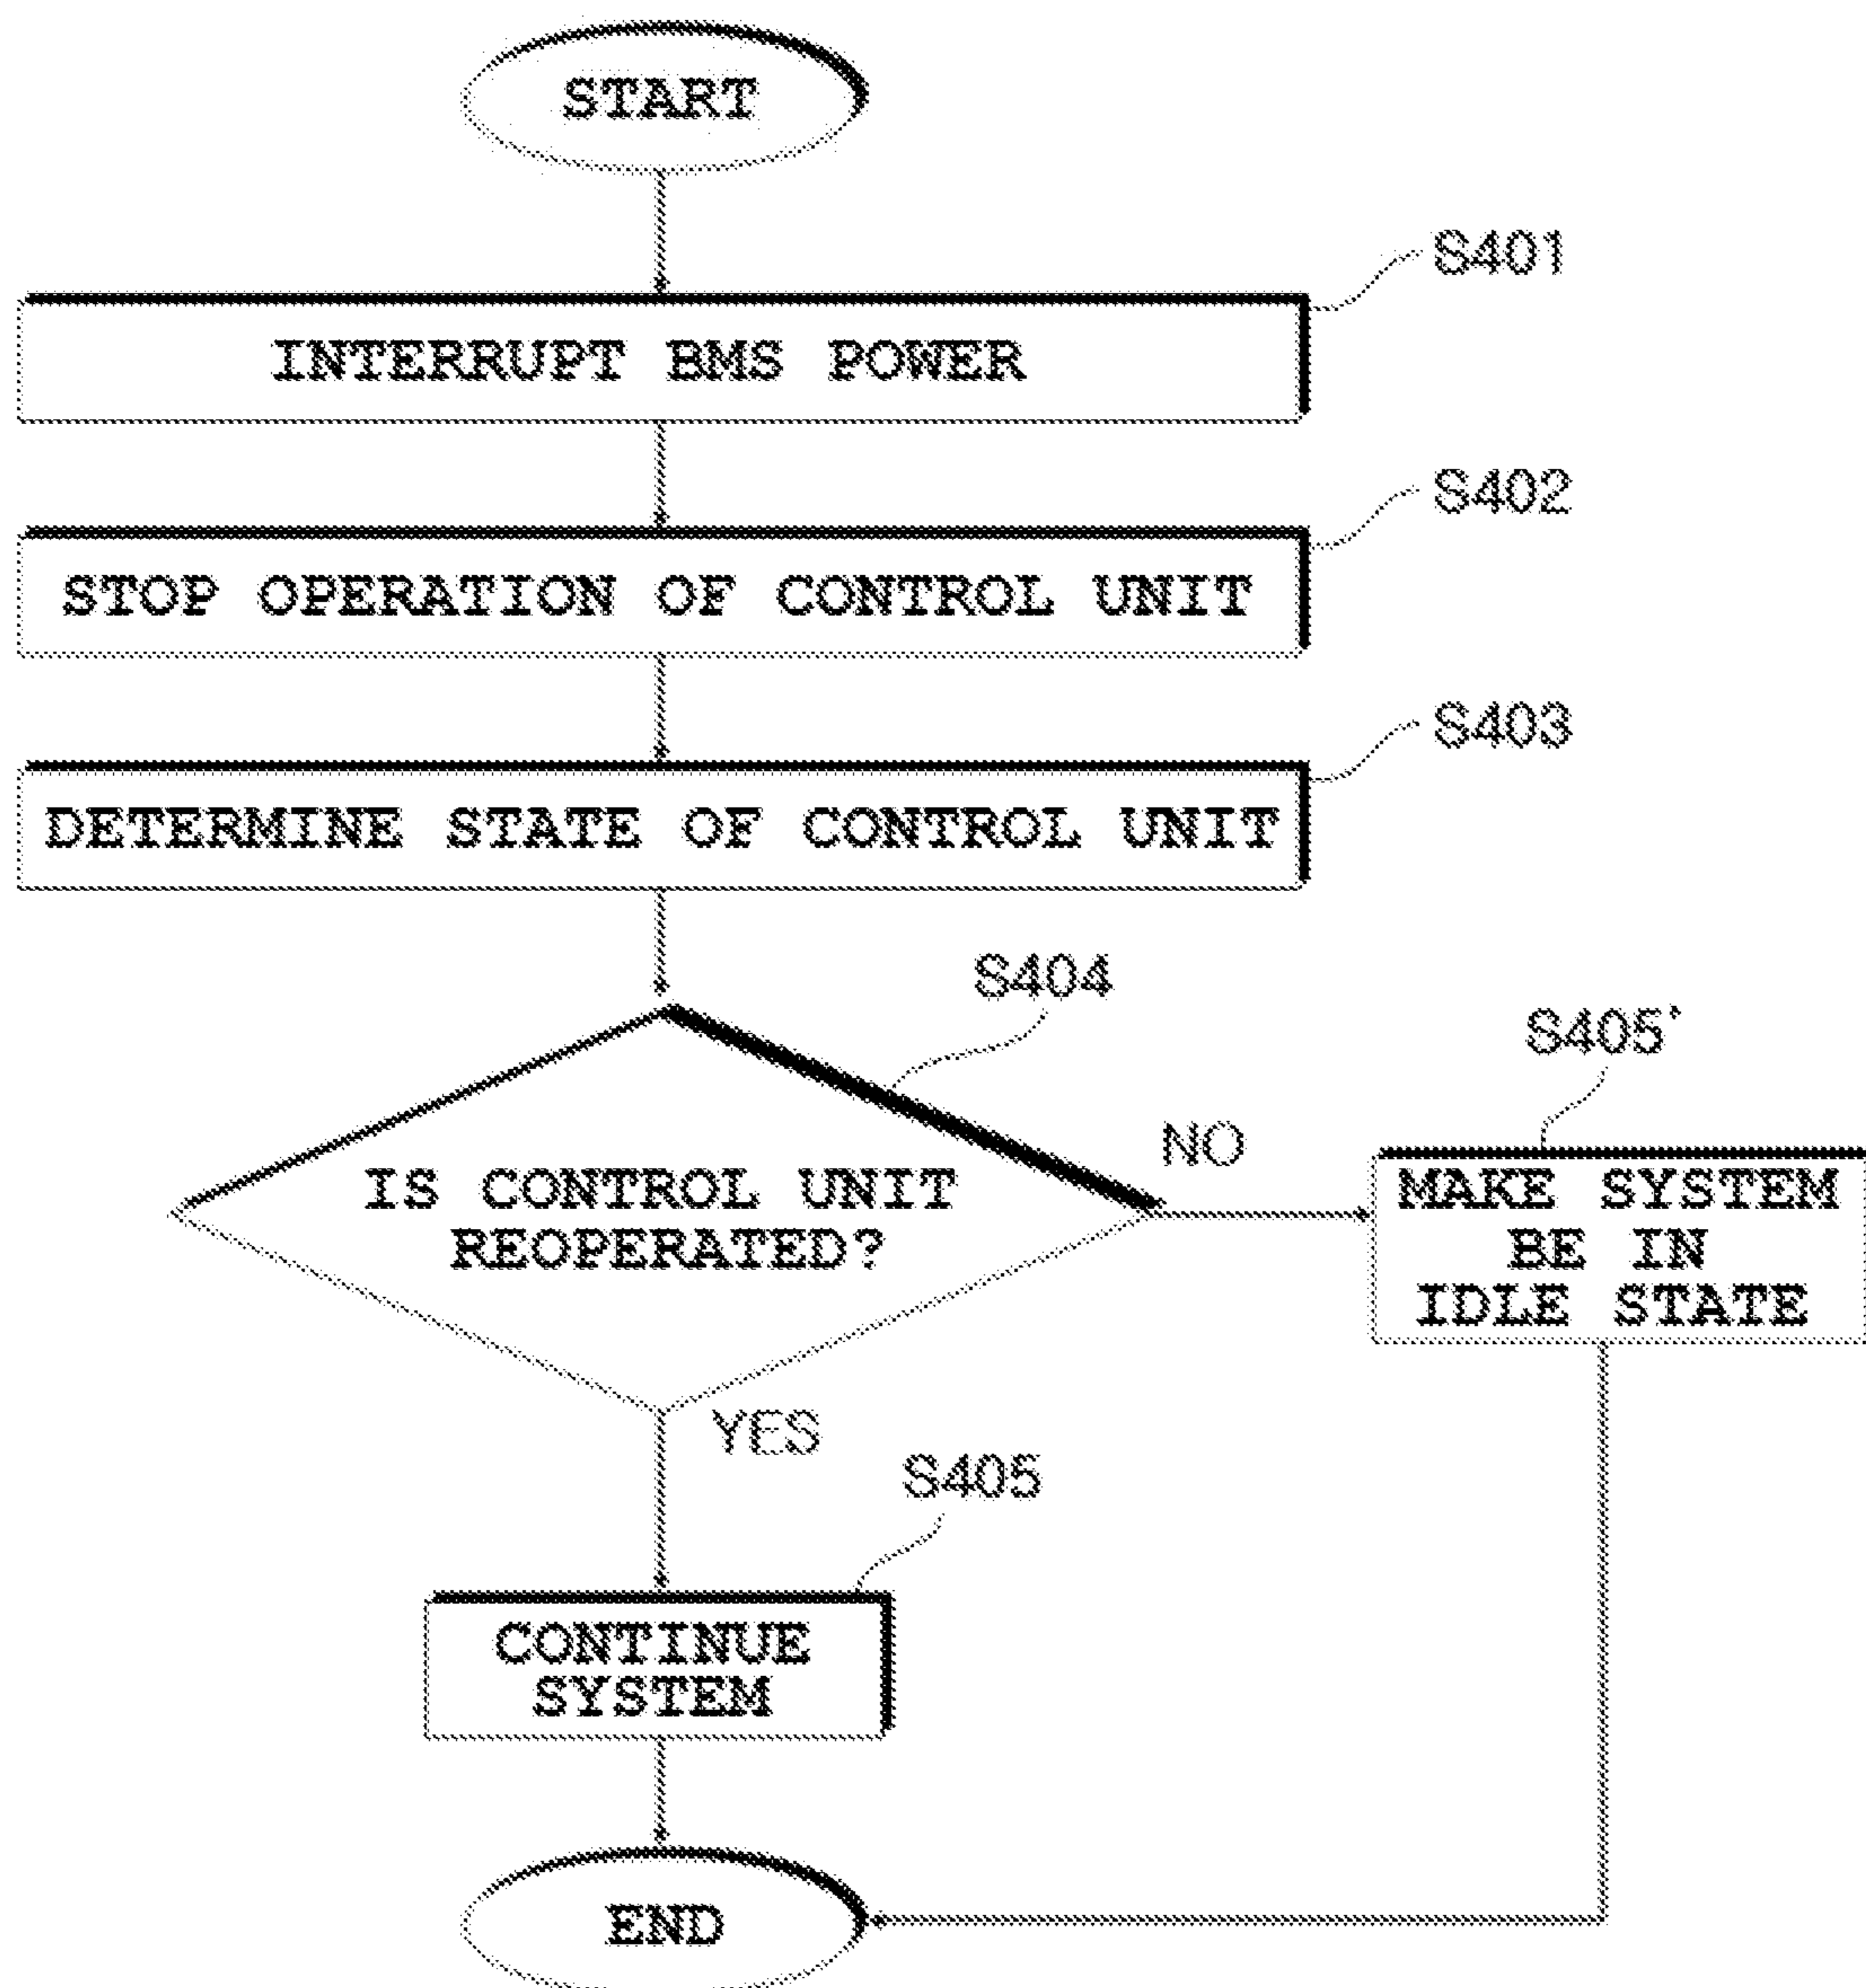 START
S401
INTERRUPT BMS POWER
S402
STOP OPERATION OF CONTROL UNIT
S403
DETERMINE STATE OF CONTROL UNIT
S404
IS CONTROL UNIT
REOPERATED?
NO
S405'
MAKE SYSTEM
BE IN
IDLE STATE
YES
S405
CONTINUE
SYSTEM
END